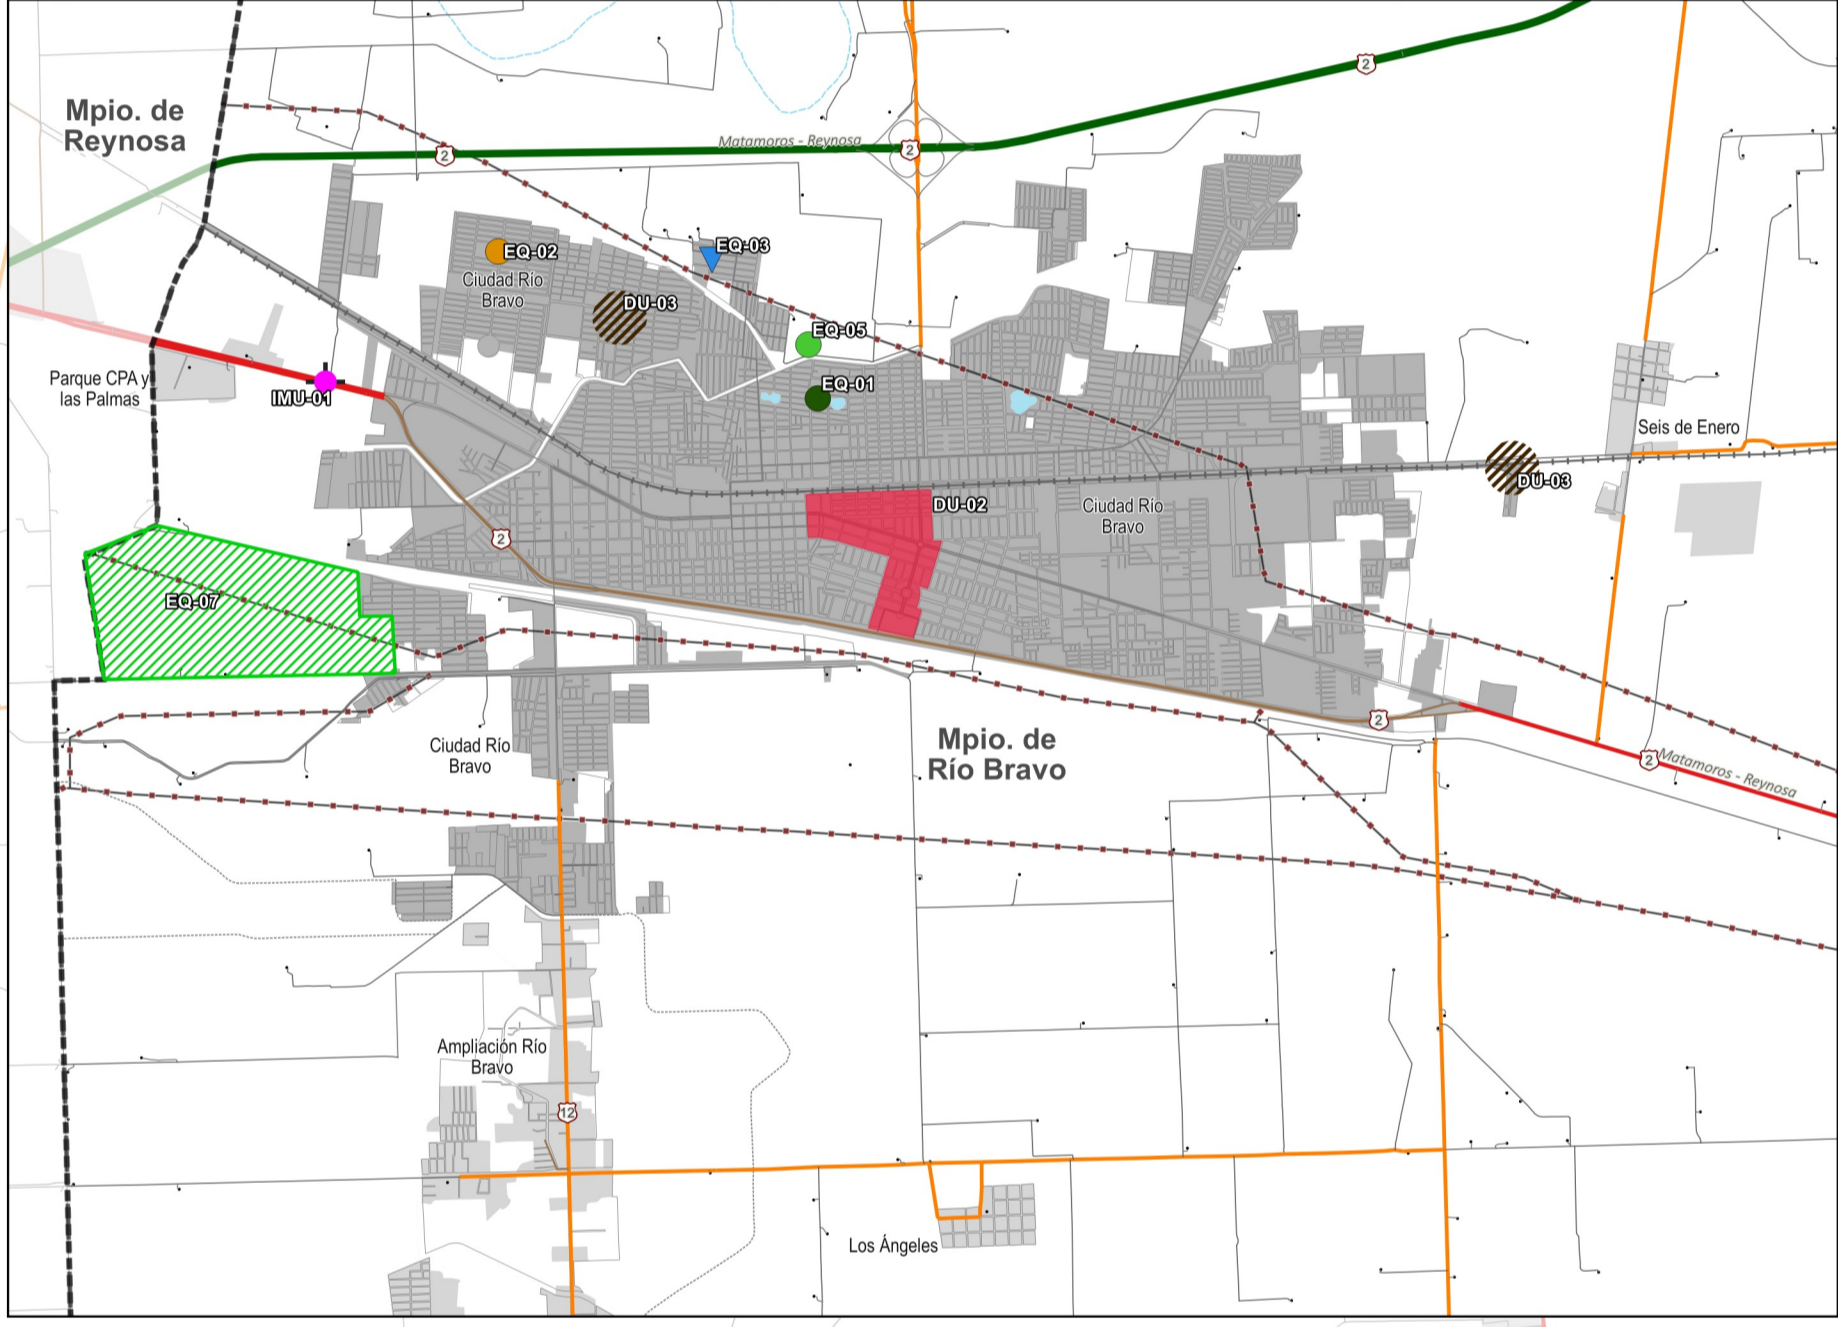 Mpio. de
Reynosa
2
Matamoros - Reynosa
2
2
EQ-02
EQ-03
Ciudad Río
Bravo
DU-03
EQ-05
Parque CPA y
las Palmas
IMU-01
EQ-01
Seis de Enero
DU-03
DU-02
Ciudad Río
Bravo
2
EQ-07
2
Ciudad Río
Bravo
Mpio. de
Río Bravo
2
Matamoros - Reynosa
Ampliación Río
Bravo
12
Los Ángeles